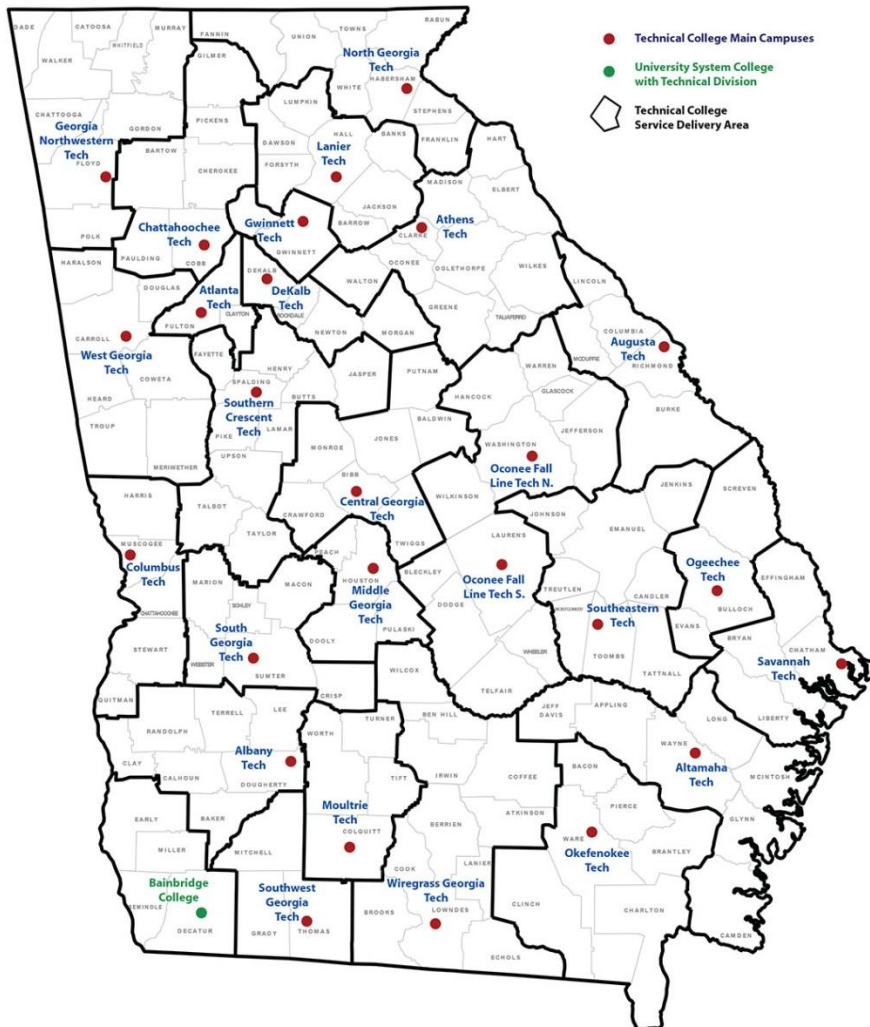 Technical College Main Campuses
University System College
with Technical Division
Technical College
Service Delivery Area
DADE
CATOOSA
MURRAY
FANNIN
UNION
TOWNS
RABUN
WHITFIELD
WALKER
GILMER
North Georgia
Tech
HABERSHAM
WHITE
LUMPKIN
STEPHENS
CHATTOOGA
GORDON
PICKENS
Georgia
Northwestern
Tech
FLOYD
BARTOW
CHEROKEE
DAWSON
HALL
BANKS
FRANKLIN
HART
FORSYTH
Lanier
Tech
JACKSON
MADISON
ELBERT
POLK
Chattahoochee
Tech
PAULDING
COBB
Gwinnett
Tech
GWINNETT
BARROW
CLARKE
Athens
Tech
OCONEE
OGLETHORPE
WILKES
LINCOLN
HARALSON
DOUGLAS
DEKALB
DeKalb
Tech
ROCKDALE
WALTON
GREENE
TALIAFERRO
Atlanta
Tech
FULTON
CLAYTON
NEWTON
MORGAN
COLUMBIA
Augusta
Tech
MCDUFFIE
RICHMOND
CARROLL
West Georgia
Tech
FAYETTE
HENRY
JASPER
PUTNAM
WARREN
COWETA
SPALDING
Southern
Crescent
Tech
BUTTS
HANCOCK
GLASCOCK
BURKE
HEARD
TROUP
MERIWETHER
PIKE
LAMAR
UPSON
MONROE
JONES
BALDWIN
JEFFERSON
WASHINGTON
Oconee Fall
Line Tech N.
HARRIS
TALBOT
TAYLOR
BIBB
Central Georgia
Tech
CRAWFORD
TWIGGS
WILKINSON
JOHNSON
JENKINS
SCREVEN
EMANUEL
MUSCOGEE
Columbus
Tech
CHATTAHOOCHEE
MARION
MACON
PEACH
HOUSTON
Middle
Georgia
Tech
BLECKLEY
LAURENS
Oconee Fall
Line Tech S.
TREUTLEN
CANDLER
Ogeechee
Tech
BULLOCH
EFFINGHAM
SCHLEY
South
Georgia
Tech
WEBSTER
SUMTER
DOOLY
PULASKI
DODGE
WHEELER
MONTGOMERY
Southeastern
Tech
TOOMBS
TATTNALL
EVANS
BRYAN
CHATHAM
Savannah
Tech
STEWART
QUITMAN
CRISP
WILCOX
TELFAIR
LIBERTY
RANDOLPH
TERRELL
LEE
TURNER
BEN HILL
JEFF
DAVIS
APPLING
LONG
CLAY
CALHOUN
Albany
Tech
DOUGHERTY
WORTH
TIFT
IRWIN
COFFEE
BACON
WAYNE
Altamaha
Tech
MCINTOSH
EARLY
BAKER
MITCHELL
Moultrie
Tech
COLQUITT
BERRIEN
ATKINSON
PIERCE
WARE
Okefenokee
Tech
BRANTLEY
GLYNN
MILLER
COOK
LANIER
Bainbridge
College
SEMINOLE
DECATUR
Southwest
Georgia
Tech
GRADY
THOMAS
BROOKS
Wiregrass Georgia
Tech
LOWNDES
ECHOLS
CLINCH
CHARLTON
CAMDEN